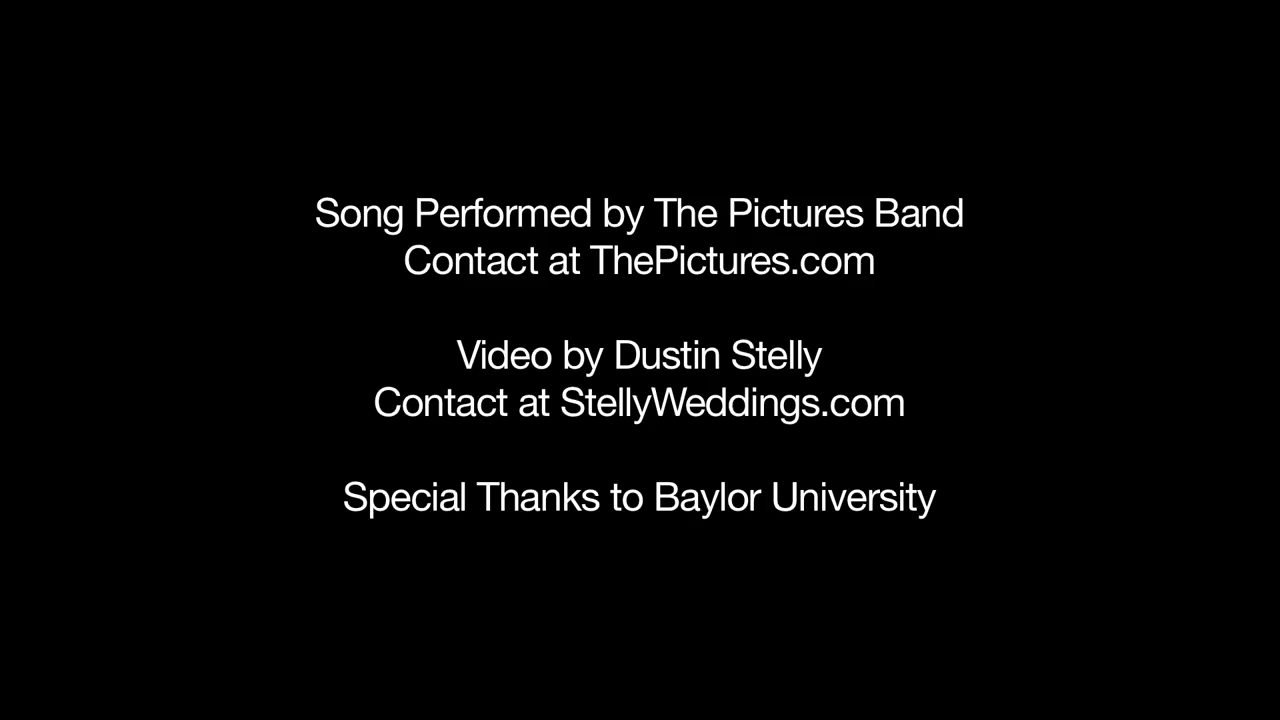 Song Performed by The Pictures Band
Contact at ThePictures.com
Video by Dustin Stelly
Contact at StellyWeddings.com
Special Thanks to Baylor University